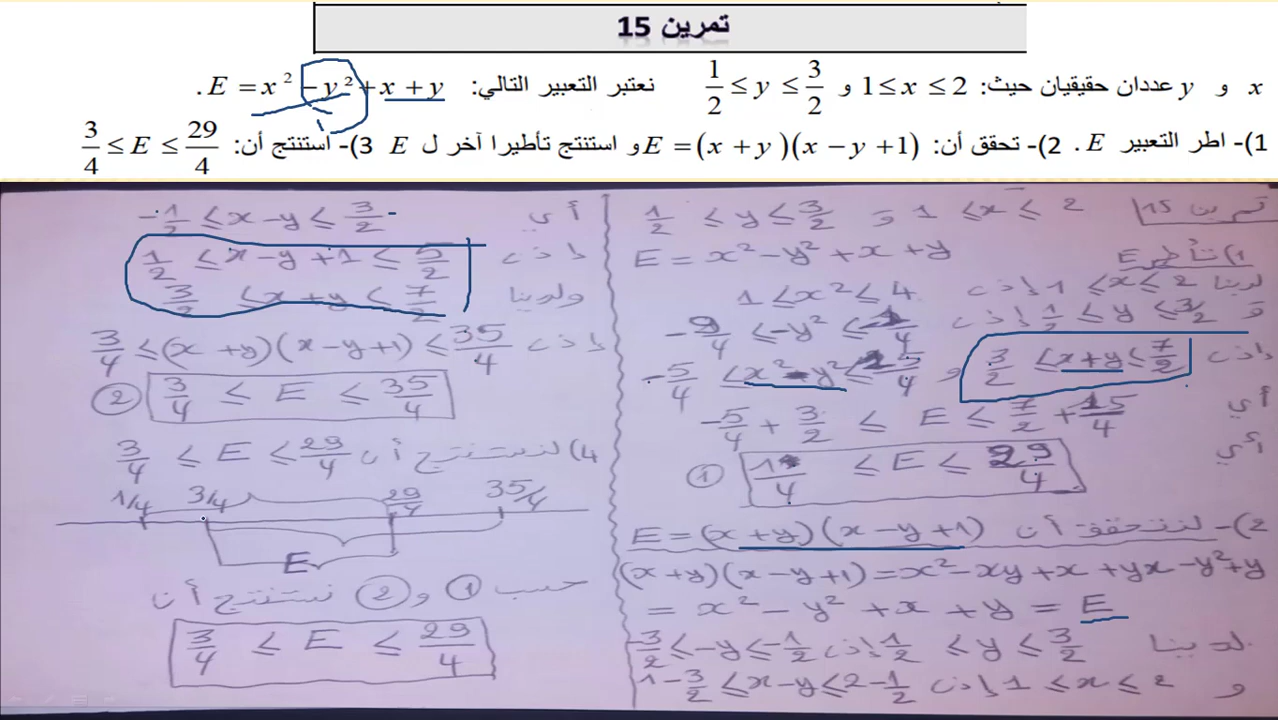 تمرين 15
x و y عددان حقيقيان حيث: 1 ≤ x ≤ 2 و 1/2 ≤ y ≤ 3/2 نعتبر التعبير التالي: E = x² − y² + x + y .
1)- اطر التعبير E . 2)- تحقق أن: E = (x + y)(x − y + 1) و استنتج تأطيرا آخر ل E 3)- استنتج أن: 3/4 ≤ E ≤ 29/4
تمرين 15
1 ≤ x ≤ 2 و 1/2 ≤ y ≤ 3/2
1) تأطير E
E = x² − y² + x + y
لدينا 1 ≤ x ≤ 2 إذن 1 ≤ x² ≤ 4
و 1/2 ≤ y ≤ 3/2 إذن −9/4 ≤ −y² ≤ −1/4
إذن 3/2 ≤ x + y ≤ 7/2 و −5/4 ≤ x² − y² ≤ 15/4
أي −5/4 + 3/2 ≤ E ≤ 7/2 + 15/4
أي ① 1/4 ≤ E ≤ 29/4
2)- لنتحقق أن E = (x + y)(x − y + 1)
(x + y)(x − y + 1) = x² − xy + x + yx − y² + y
= x² − y² + x + y = E
لدينا 1/2 ≤ y ≤ 3/2 إذن −3/2 ≤ −y ≤ −1/2
و 1 ≤ x ≤ 2 إذن 1 − 3/2 ≤ x − y ≤ 2 − 1/2
أي −1/2 ≤ x − y ≤ 3/2
إذن 1/2 ≤ x − y + 1 ≤ 5/2
ولدينا 3/2 ≤ x + y ≤ 7/2
إذن 3/4 ≤ (x + y)(x − y + 1) ≤ 35/4
② 3/4 ≤ E ≤ 35/4
4) لنستنتج أن 3/4 ≤ E ≤ 29/4
1/4 3/4 29/4 35/4
E
حسب ① و ② نستنتج أن
3/4 ≤ E ≤ 29/4